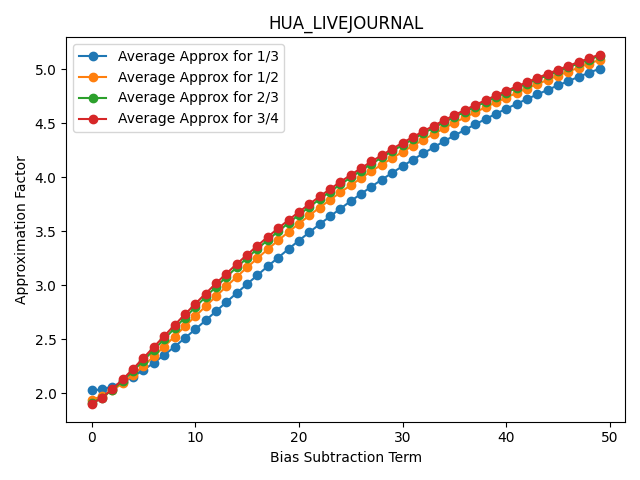 HUA_LIVEJOURNAL
Average Approx for 1/3
Average Approx for 1/2
Average Approx for 2/3
Average Approx for 3/4
Approximation Factor
5.0
4.5
4.0
3.5
3.0
2.5
2.0
0 10 20 30 40 50
Bias Subtraction Term